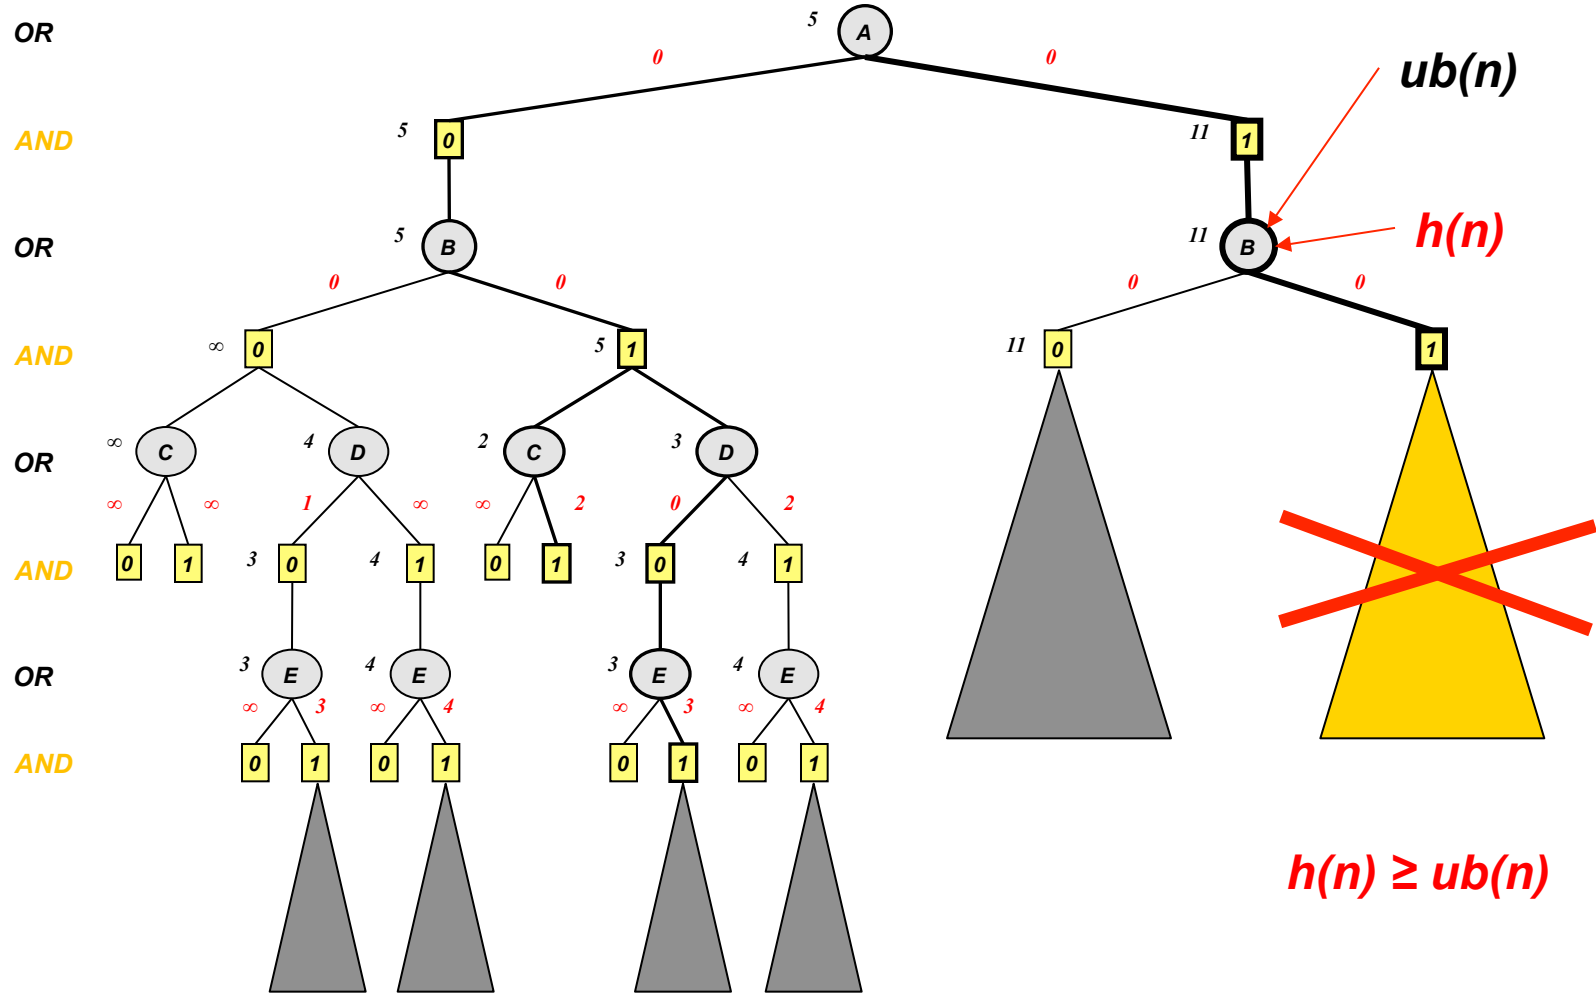 OR 5 A
0 0 ub(n)
AND 5 0 11 1
OR 5 B 11 B h(n)
0 0 0 0
AND ∞ 0 5 1 11 0 1
OR ∞ C 4 D 2 C 3 D
∞ ∞ 1 ∞ ∞ 2 0 2
AND 0 1 3 0 4 1 0 1 3 0 4 1
OR 3 E 4 E 3 E 4 E
∞ 3 ∞ 4 ∞ 3 ∞ 4
AND 0 1 0 1 0 1 0 1
h(n) ≥ ub(n)